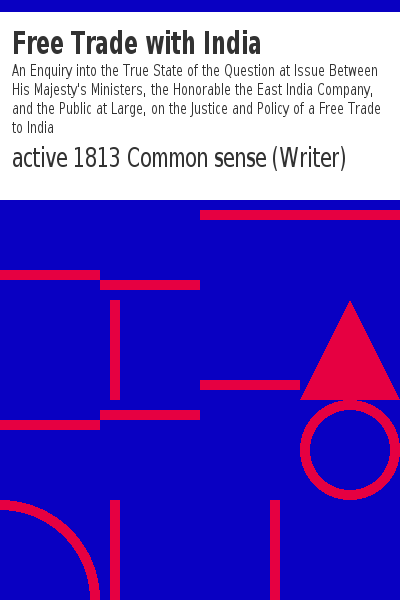 Free Trade with India
An Enquiry into the True State of the Question at Issue Between
His Majesty's Ministers, the Honorable the East India Company,
and the Public at Large, on the Justice and Policy of a Free Trade
to India
active 1813 Common sense (Writer)